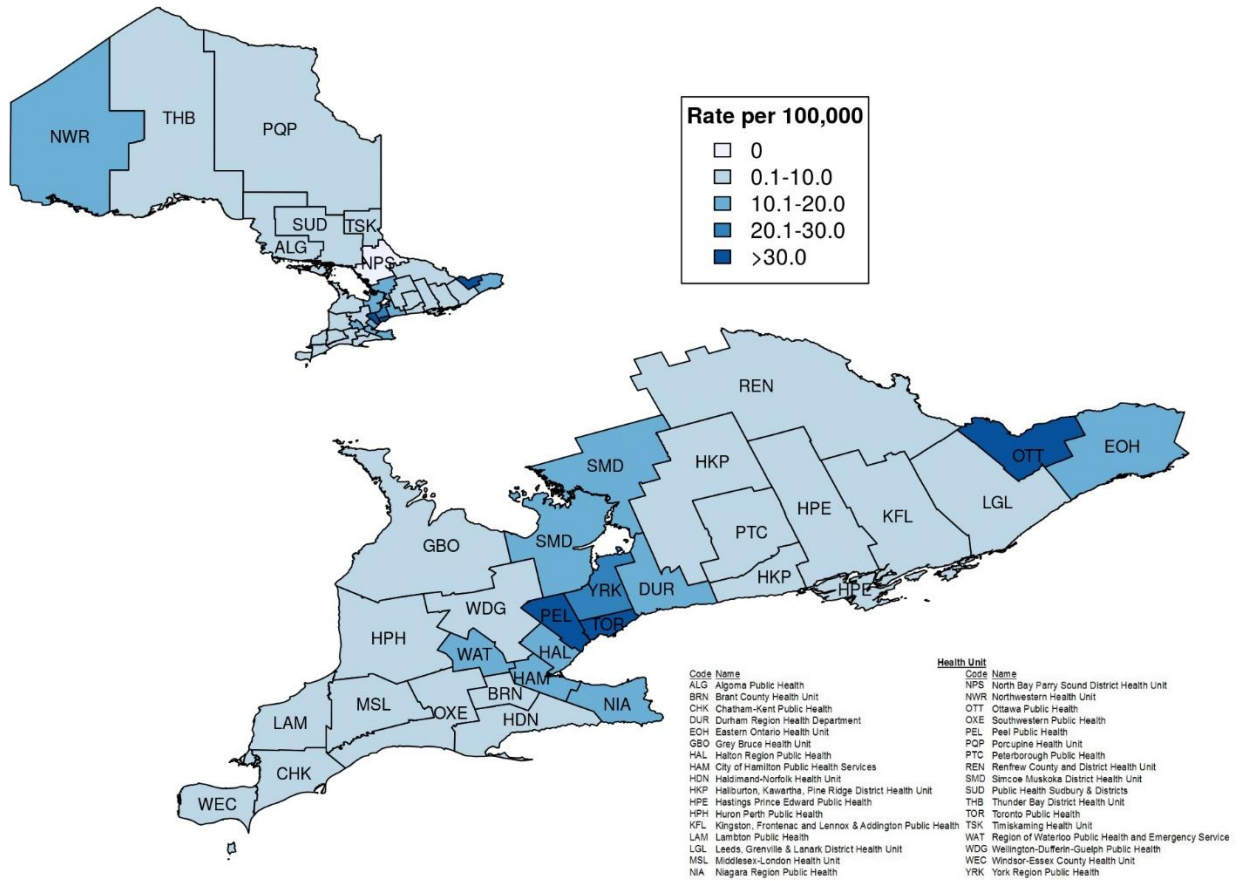 NWR
THB
PQP
SUD
TSK
ALG
NPS
Rate per 100,000
0
0.1-10.0
10.1-20.0
20.1-30.0
>30.0
REN
OTT
EOH
SMD
HKP
LGL
HPE
KFL
PTC
GBO
SMD
HKP
DUR
YRK
HPE
WDG
PEL
TOR
HPH
WAT
HAL
HAM
NIA
BRN
MSL
OXE
HDN
LAM
CHK
WEC
Health Unit
Code Name
ALG Algoma Public Health
BRN Brant County Health Unit
CHK Chatham-Kent Public Health
DUR Durham Region Health Department
EOH Eastern Ontario Health Unit
GBO Grey Bruce Health Unit
HAL Halton Region Public Health
HAM City of Hamilton Public Health Services
HDN Haldimand-Norfolk Health Unit
HKP Haliburton, Kawartha, Pine Ridge District Health Unit
HPE Hastings Prince Edward Public Health
HPH Huron Perth Public Health
KFL Kingston, Frontenac and Lennox & Addington Public Health
LAM Lambton Public Health
LGL Leeds, Grenville & Lanark District Health Unit
MSL Middlesex-London Health Unit
NIA Niagara Region Public Health
Code Name
NPS North Bay Parry Sound District Health Unit
NWR Northwestern Health Unit
OTT Ottawa Public Health
OXE Southwestern Public Health
PEL Peel Public Health
PQP Porcupine Health Unit
PTC Peterborough Public Health
REN Renfrew County and District Health Unit
SMD Simcoe Muskoka District Health Unit
SUD Public Health Sudbury & Districts
THB Thunder Bay District Health Unit
TOR Toronto Public Health
TSK Timiskaming Health Unit
WAT Region of Waterloo Public Health and Emergency Service
WDG Wellington-Dufferin-Guelph Public Health
WEC Windsor-Essex County Health Unit
YRK York Region Public Health